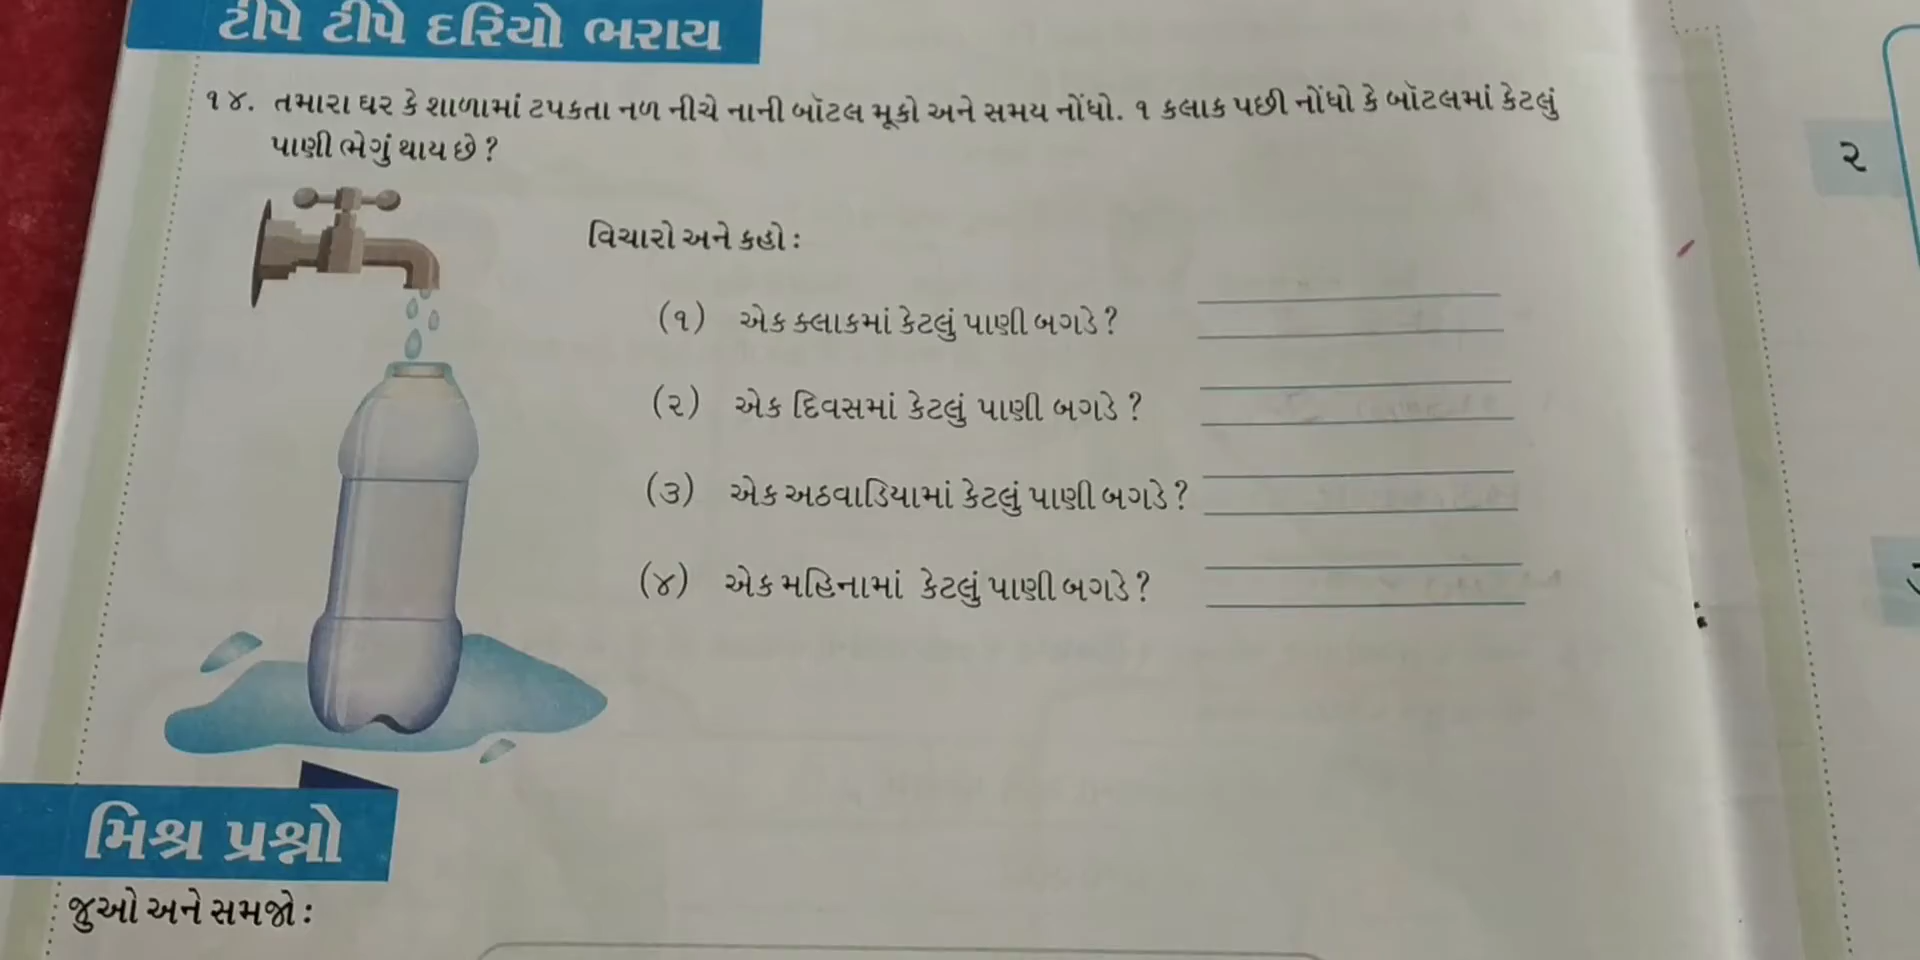 ટીપે ટીપે દરિયો ભરાય
૧૪. તમારા ઘર કે શાળામાં ટપકતા નળ નીચે નાની બૉટલ મૂકો અને સમય નોંધો. ૧ કલાક પછી નોંધો કે બૉટલમાં કેટલું
પાણી ભેગું થાય છે ?
વિચારો અને કહો :
(૧) એક કલાકમાં કેટલું પાણી બગડે ?
(૨) એક દિવસમાં કેટલું પાણી બગડે ?
(૩) એક અઠવાડિયામાં કેટલું પાણી બગડે ?
(૪) એક મહિનામાં કેટલું પાણી બગડે ?
મિશ્ર પ્રશ્નો
જુઓ અને સમજો :
૨